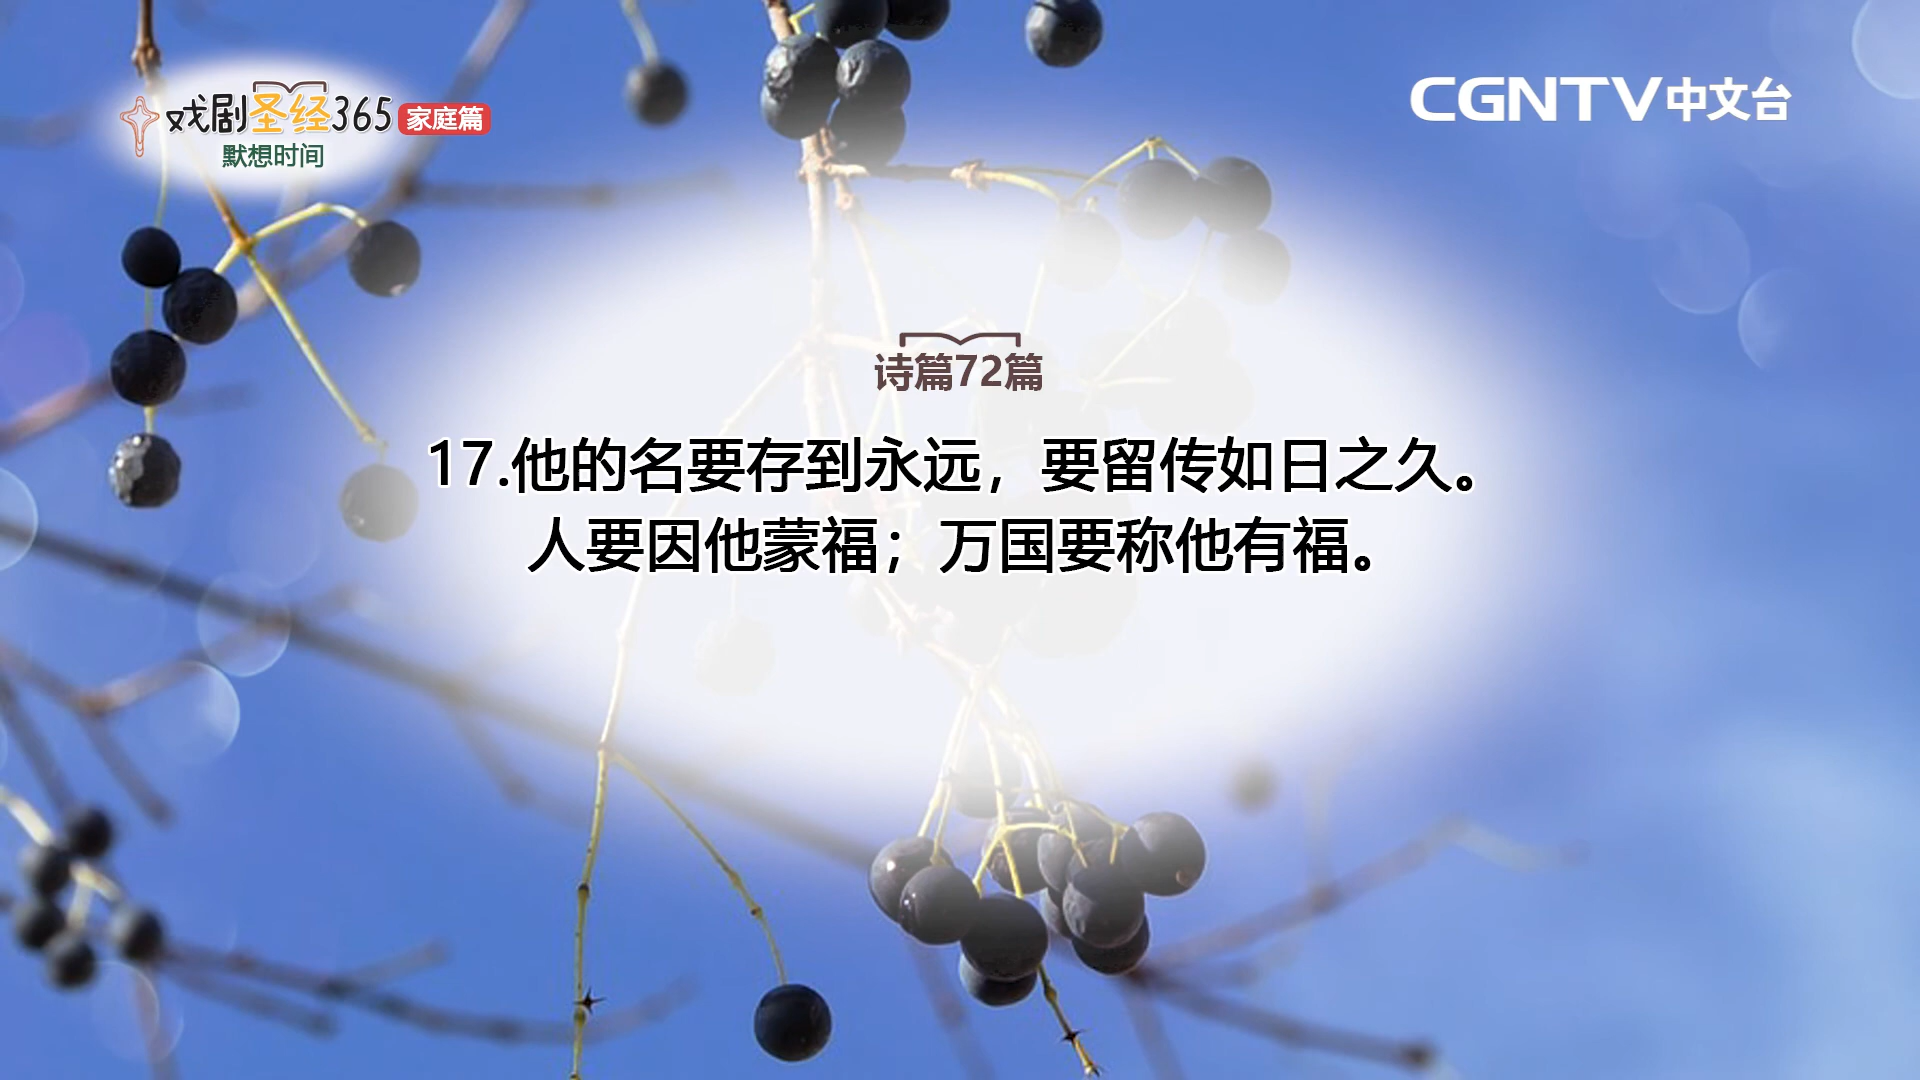 戏剧圣经365 家庭篇
默想时间
CGNTV中文台
诗篇72篇
17.他的名要存到永远，要留传如日之久。
人要因他蒙福；万国要称他有福。